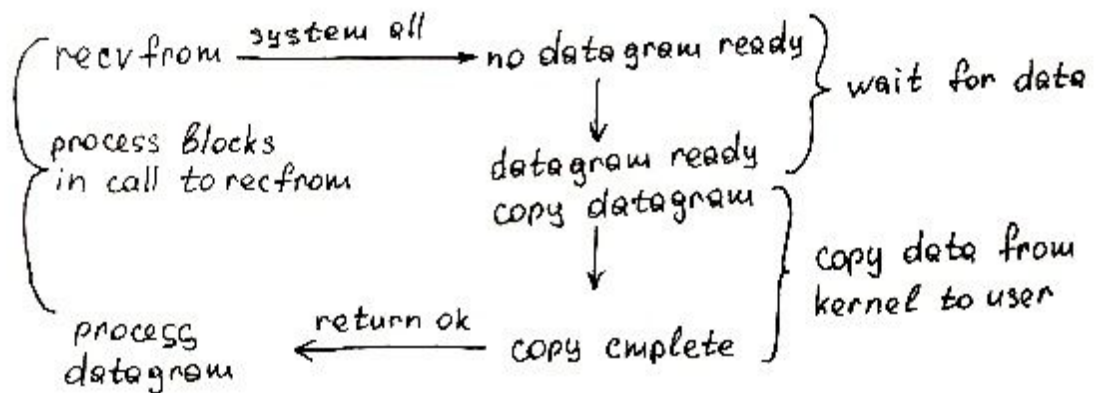 system all
recvfrom
no datagram ready
wait for data
process blocks
in call to recfrom
datagram ready
copy datagram
copy data from
kernel to user
return ok
process
datagram
copy cmplete